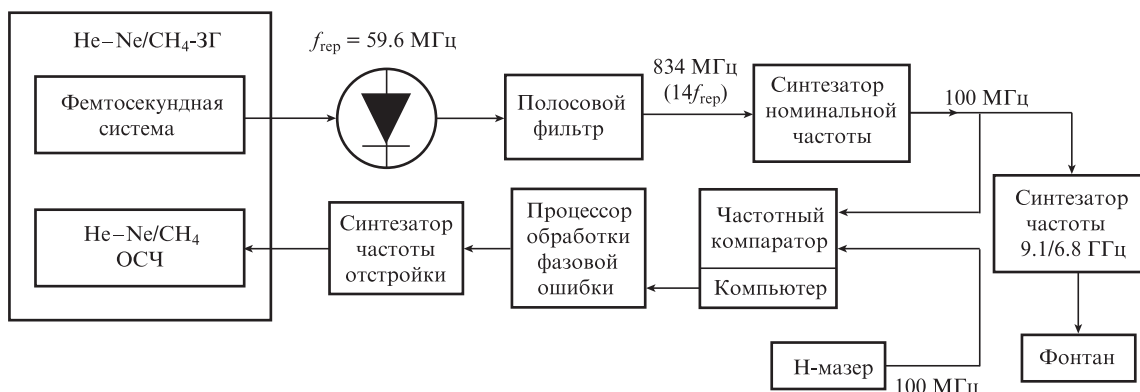 He–Ne/CH4-ЗГ
Фемтосекундная
система
He–Ne/CH4
ОСЧ
frep = 59.6 МГц
Полосовой
фильтр
834 МГц
(14frep)
Синтезатор
номинальной
частоты
100 МГц
Синтезатор
частоты
отстройки
Процессор
обработки
фазовой
ошибки
Частотный
компаратор
Компьютер
Синтезатор
частоты
9.1/6.8 ГГц
Н-мазер
100 МГц
Фонтан